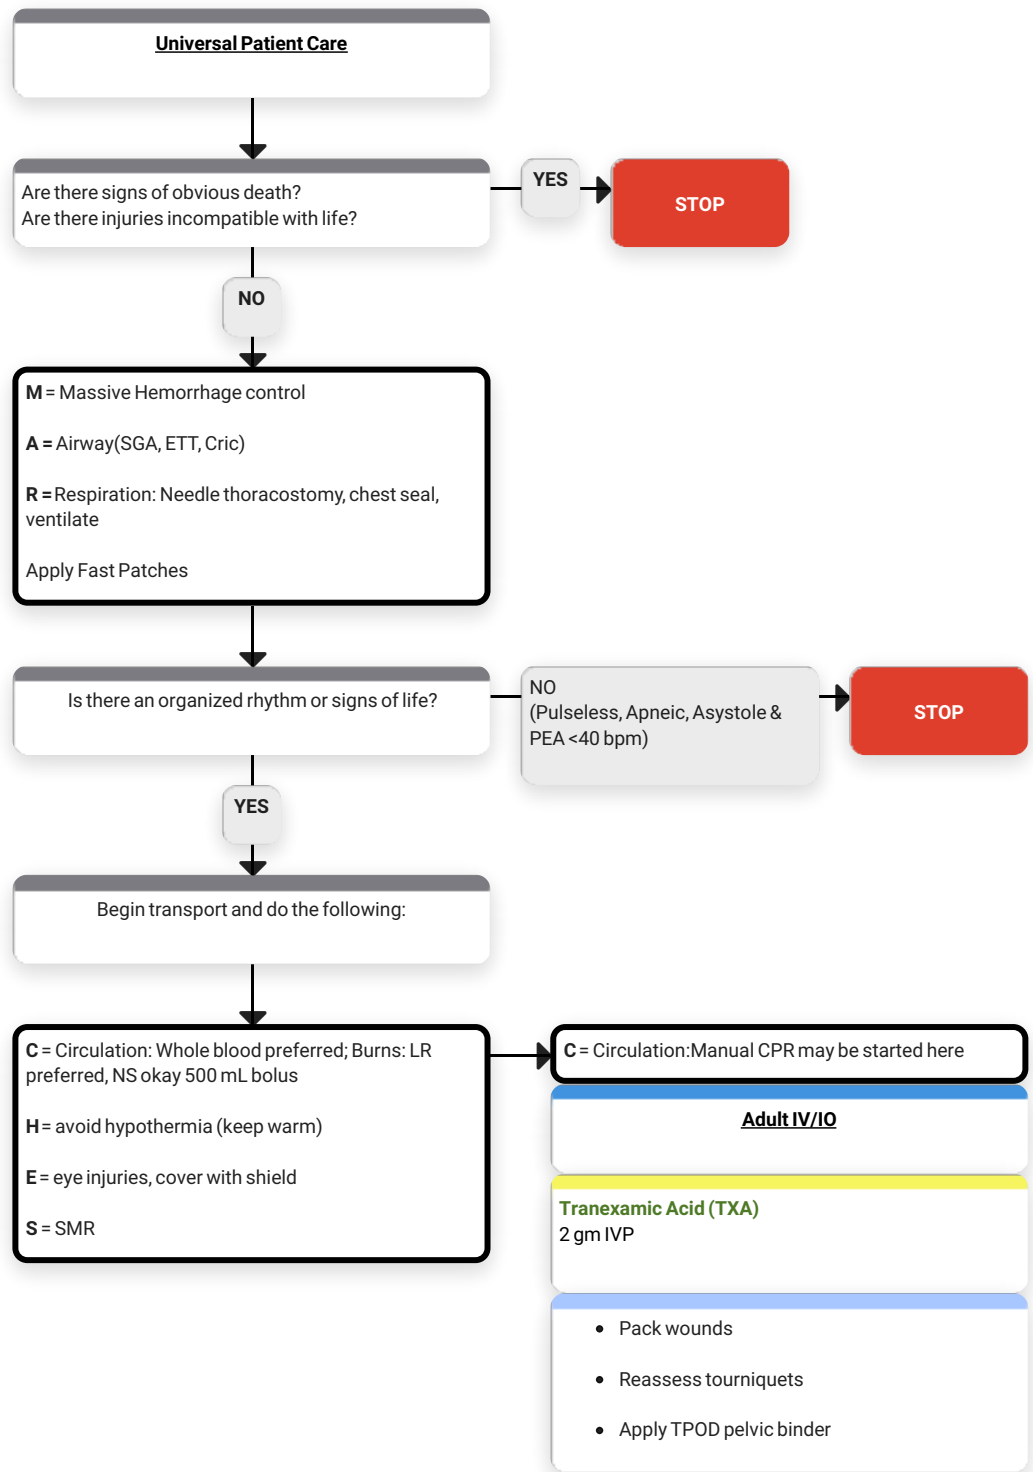 Universal Patient Care
Are there signs of obvious death?
Are there injuries incompatible with life?
YES
STOP
NO
M = Massive Hemorrhage control
A = Airway(SGA, ETT, Cric)
R = Respiration: Needle thoracostomy, chest seal,
ventilate
Apply Fast Patches
Is there an organized rhythm or signs of life?
NO
(Pulseless, Apneic, Asystole &
PEA <40 bpm)
STOP
YES
Begin transport and do the following:
C = Circulation: Whole blood preferred; Burns: LR
preferred, NS okay 500 mL bolus
H = avoid hypothermia (keep warm)
E = eye injuries, cover with shield
S = SMR
C = Circulation:Manual CPR may be started here
Adult IV/IO
Tranexamic Acid (TXA)
2 gm IVP
• Pack wounds
• Reassess tourniquets
• Apply TPOD pelvic binder